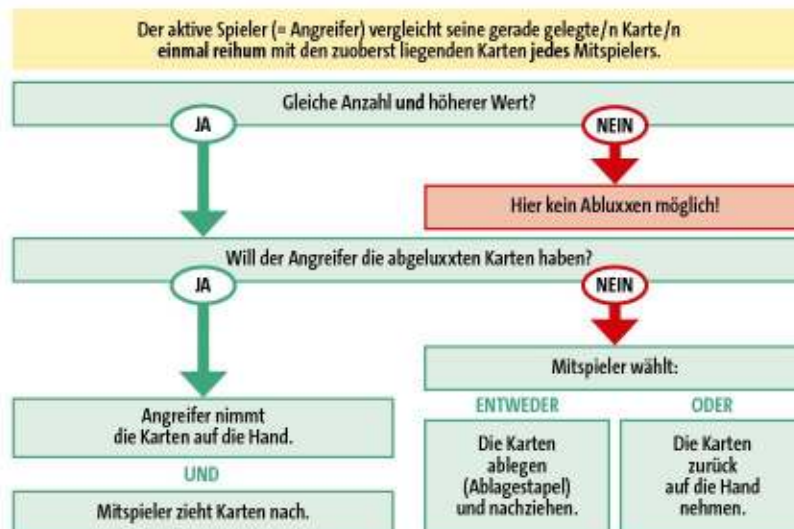 Der aktive Spieler (= Angreifer) vergleicht seine gerade gelegte/n Karte/n
einmal reihum mit den zuoberst liegenden Karten jedes Mitspielers.
Gleiche Anzahl und höherer Wert?
JA
NEIN
Hier kein Abluxxen möglich!
Will der Angreifer die abgeluxxten Karten haben?
JA
NEIN
Mitspieler wählt:
Angreifer nimmt
die Karten auf die Hand.
UND
Mitspieler zieht Karten nach.
ENTWEDER
Die Karten
ablegen
(Ablagestapel)
und nachziehen.
ODER
Die Karten
zurück
auf die Hand
nehmen.